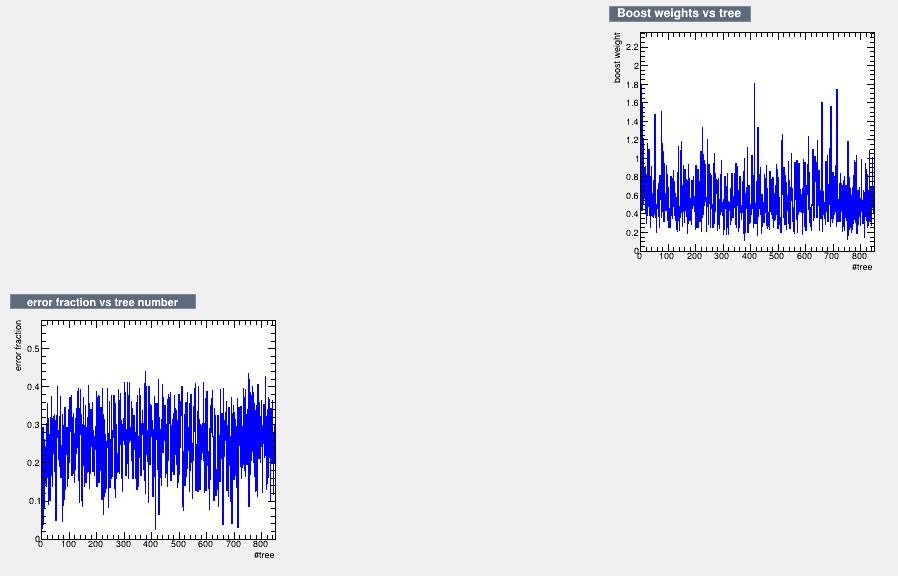 Boost weights vs tree
boost weight
2.2
2
1.8
1.6
1.4
1.2
1
0.8
0.6
0.4
0.2
0
0 100 200 300 400 500 600 700 800
#tree
error fraction vs tree number
error fraction
0.5
0.4
0.3
0.2
0.1
0
0 100 200 300 400 500 600 700 800
#tree